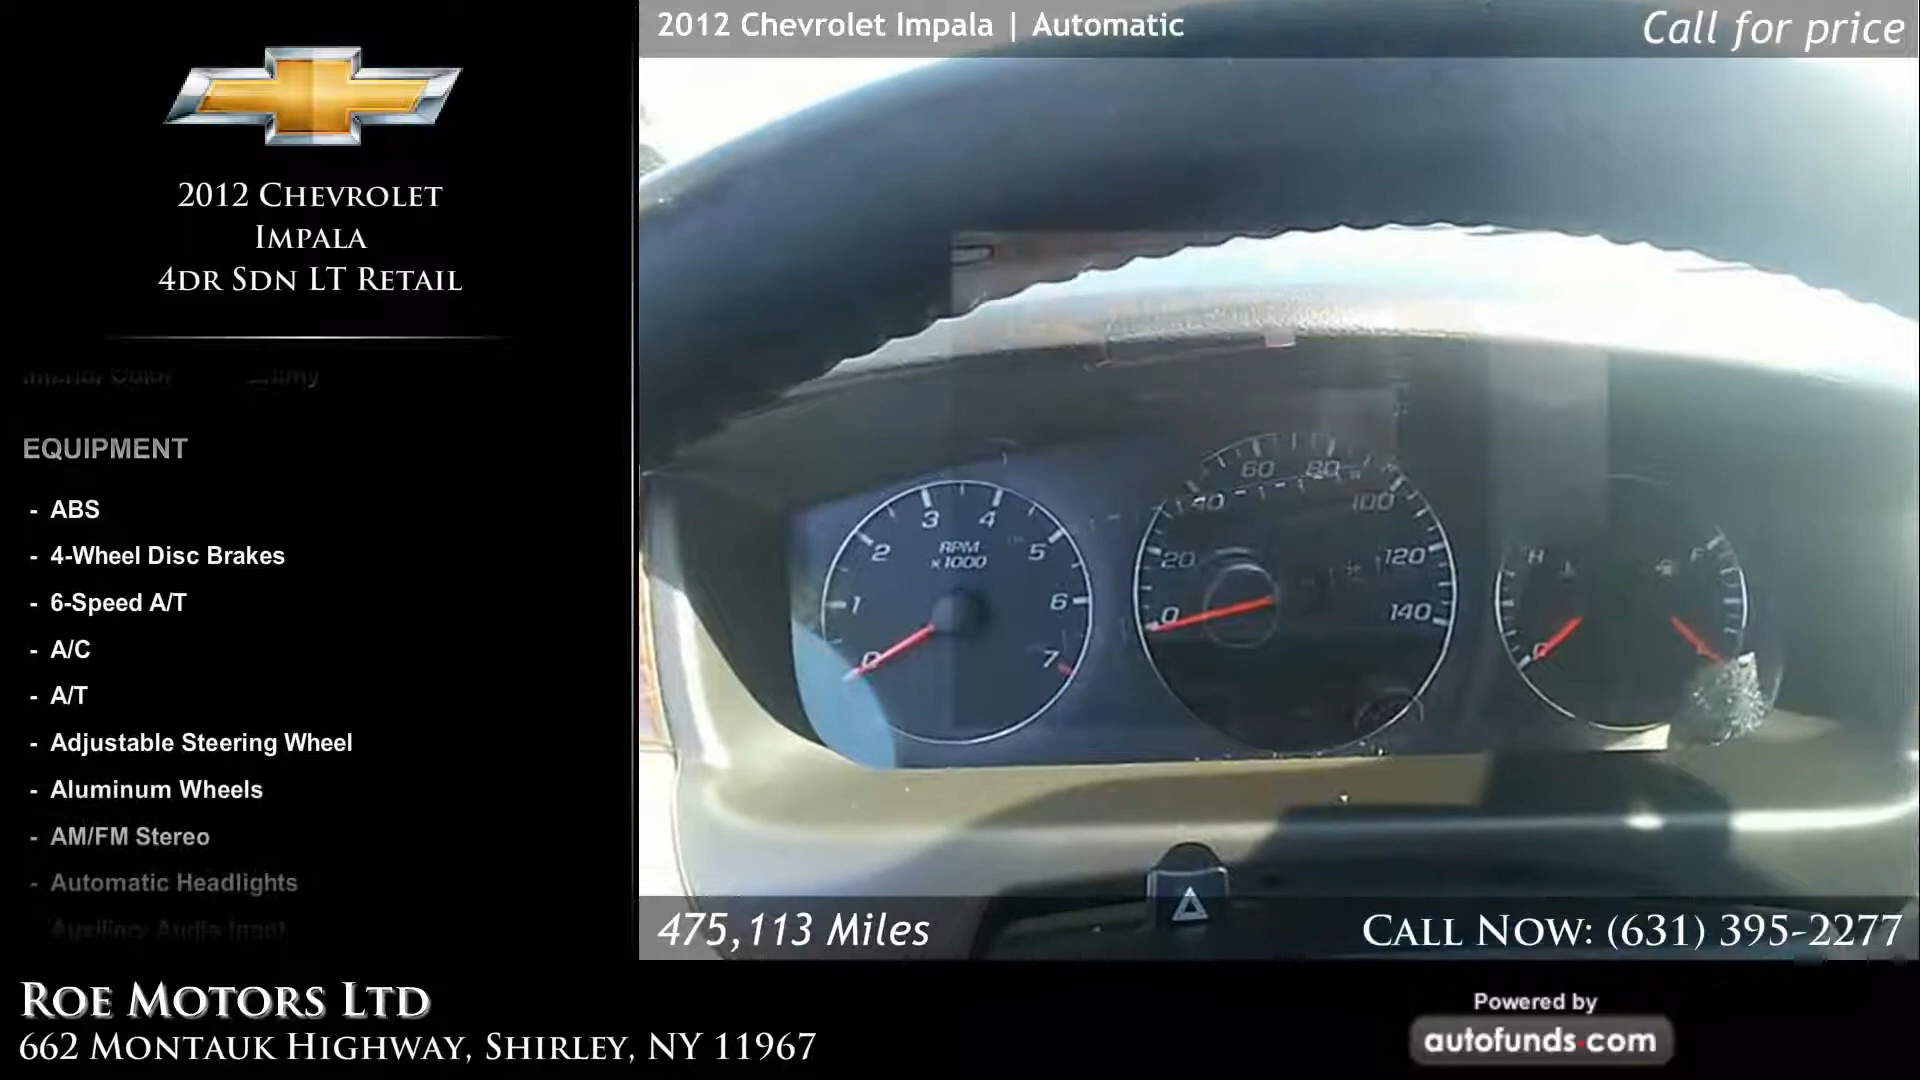 2012 Chevrolet
Impala
4dr Sdn LT Retail
EQUIPMENT
- ABS
- 4-Wheel Disc Brakes
- 6-Speed A/T
- A/C
- A/T
- Adjustable Steering Wheel
- Aluminum Wheels
- AM/FM Stereo
- Automatic Headlights
2012 Chevrolet Impala | Automatic
Call for price
0 1 2 3 4 5 6 7
RPM
x1000
0 20 40 60 80 100 120 140
H
F
475,113 Miles
Call Now: (631) 395-2277
Roe Motors Ltd
662 Montauk Highway, Shirley, NY 11967
Powered by
autofunds.com